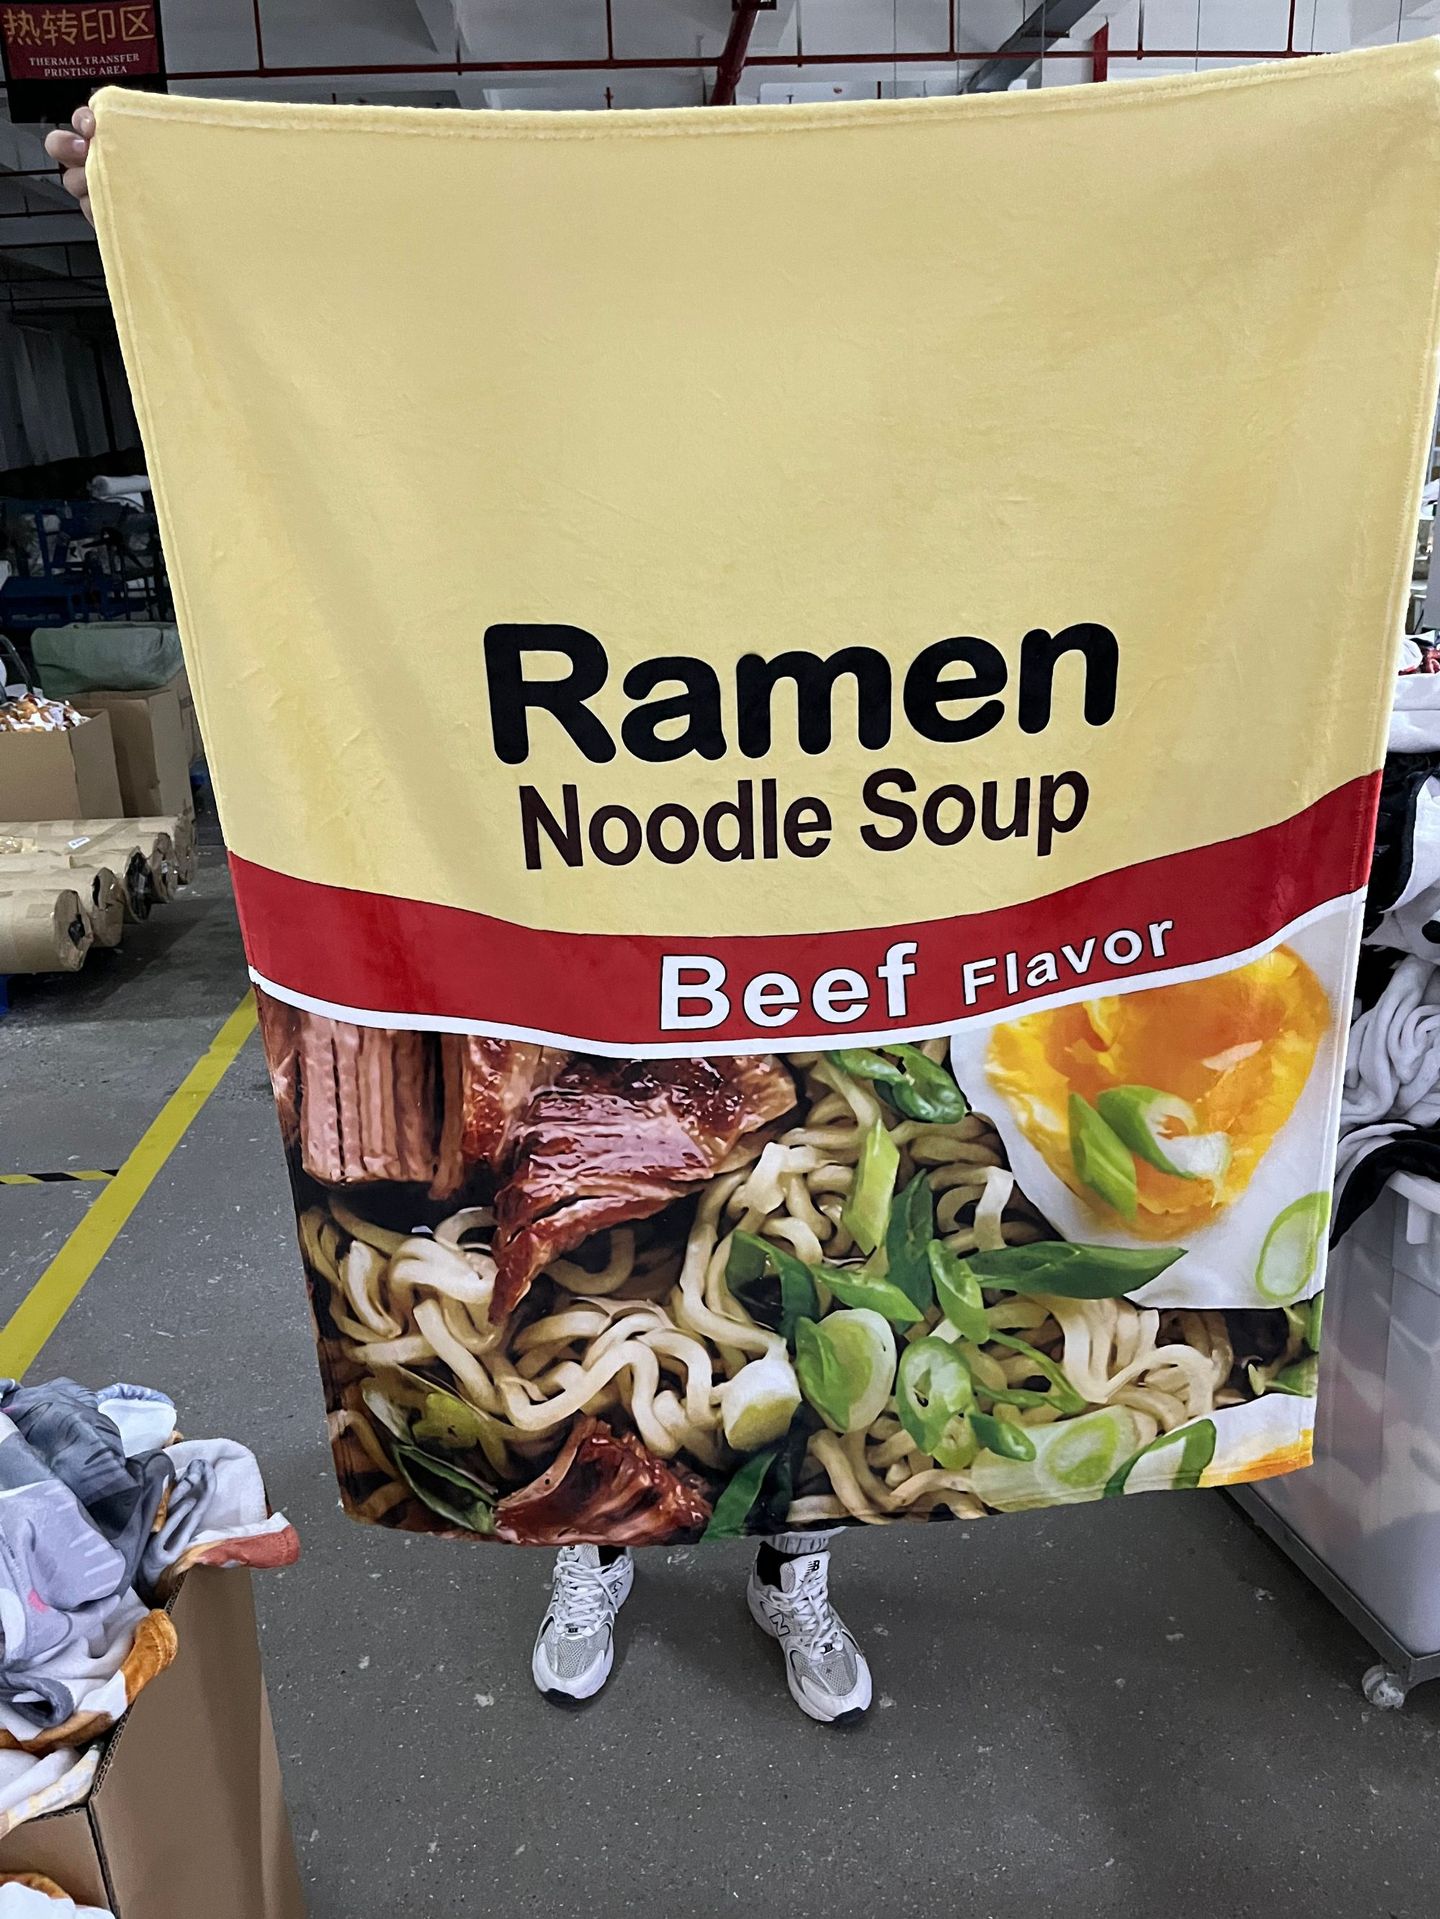 热转印区
THERMAL TRANSFER
PRINTING AREA
Ramen
Noodle Soup
Beef Flavor